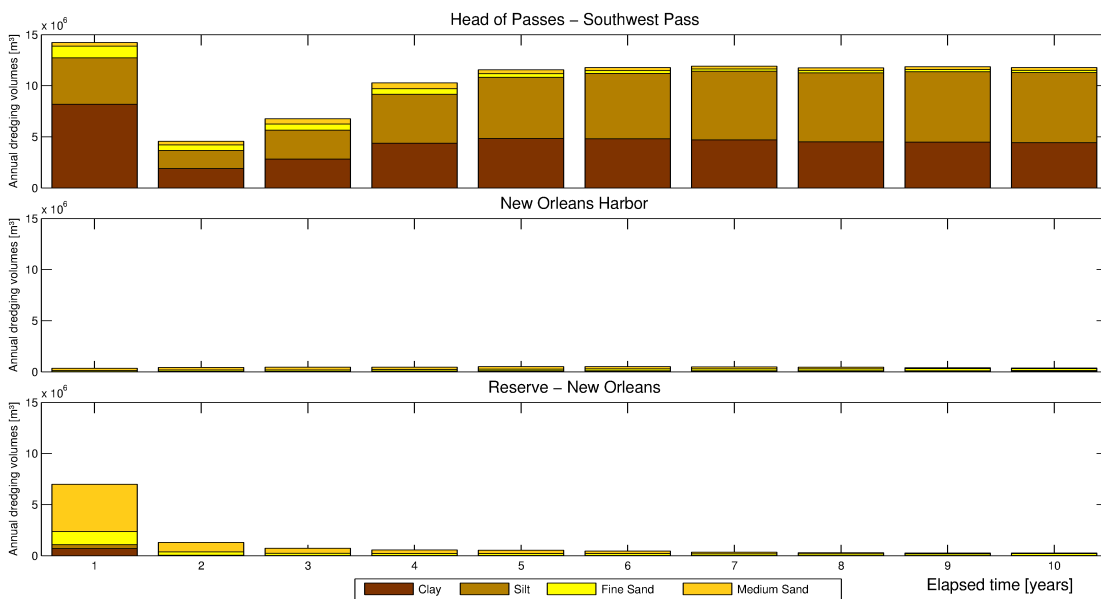 Head of Passes – Southwest Pass
x 10⁶
Annual dredging volumes [m³]
15
10
5
0
New Orleans Harbor
x 10⁶
Annual dredging volumes [m³]
15
10
5
0
Reserve – New Orleans
x 10⁶
Annual dredging volumes [m³]
15
10
5
0
1 2 3 4 5 6 7 8 9 10
Elapsed time [years]
Clay Silt Fine Sand Medium Sand